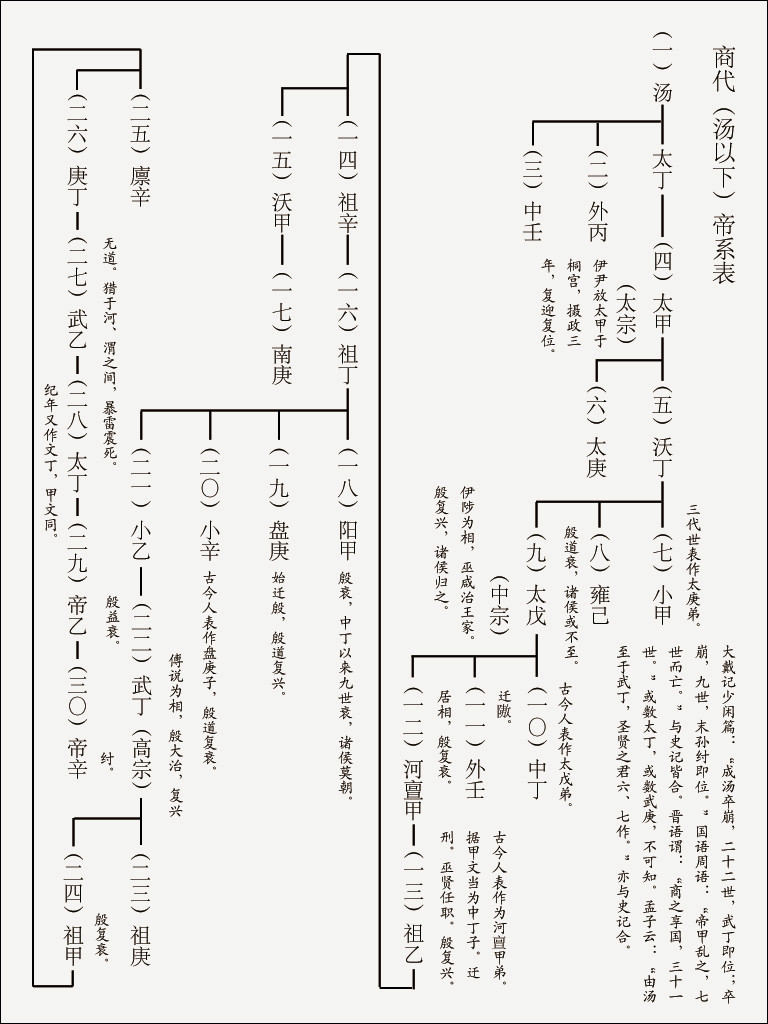 商代（汤以下）帝系表
（一）汤
太丁
（二）外丙
（三）中壬
（四）太甲
（太宗）
伊尹放太甲于
桐宫，摄政三
年，复迎复位。
（五）沃丁
（六）太庚
三代世表作太庚弟。
（七）小甲
（八）雍己
殷道衰，诸侯或不至。
（九）太戊
（中宗）
伊陟为相，巫咸治王家。
殷复兴，诸侯归之。
大戴记少闲篇：“成汤卒崩，二十二世，武丁即位；卒
崩，九世，末孙纣即位。”国语周语：“帝甲乱之，七
世而亡。”与史记皆合。晋语谓：“商之享国，三十一
世。”或数太丁，或数武庚，不可知。孟子云：“由汤
至于武丁，圣贤之君六、七作。”亦与史记合。
（一〇）中丁
古今人表作太戊弟。
迁隞。
（一一）外壬
居相，殷复衰。
（一二）河亶甲
古今人表作为河亶甲弟。
据甲文当为中丁子。迁
刑。巫贤任职。殷复兴。
（一三）祖乙
（一四）祖辛
（一五）沃甲
（一六）祖丁
（一七）南庚
（一八）阳甲
殷衰，中丁以来九世衰，诸侯莫朝。
（一九）盘庚
始迁殷，殷道复兴。
（二〇）小辛
古今人表作盘庚子，殷道复衰。
（二一）小乙
（二二）武丁（高宗）
傅说为相，殷大治，复兴
殷益衰。
（二三）祖庚
（二四）祖甲
殷复衰。
（二五）廪辛
（二六）庚丁
（二七）武乙
无道。猎于河、渭之间，暴雷震死。
（二八）太丁
纪年又作文丁，甲文同。
（二九）帝乙
（三〇）帝辛
纣。